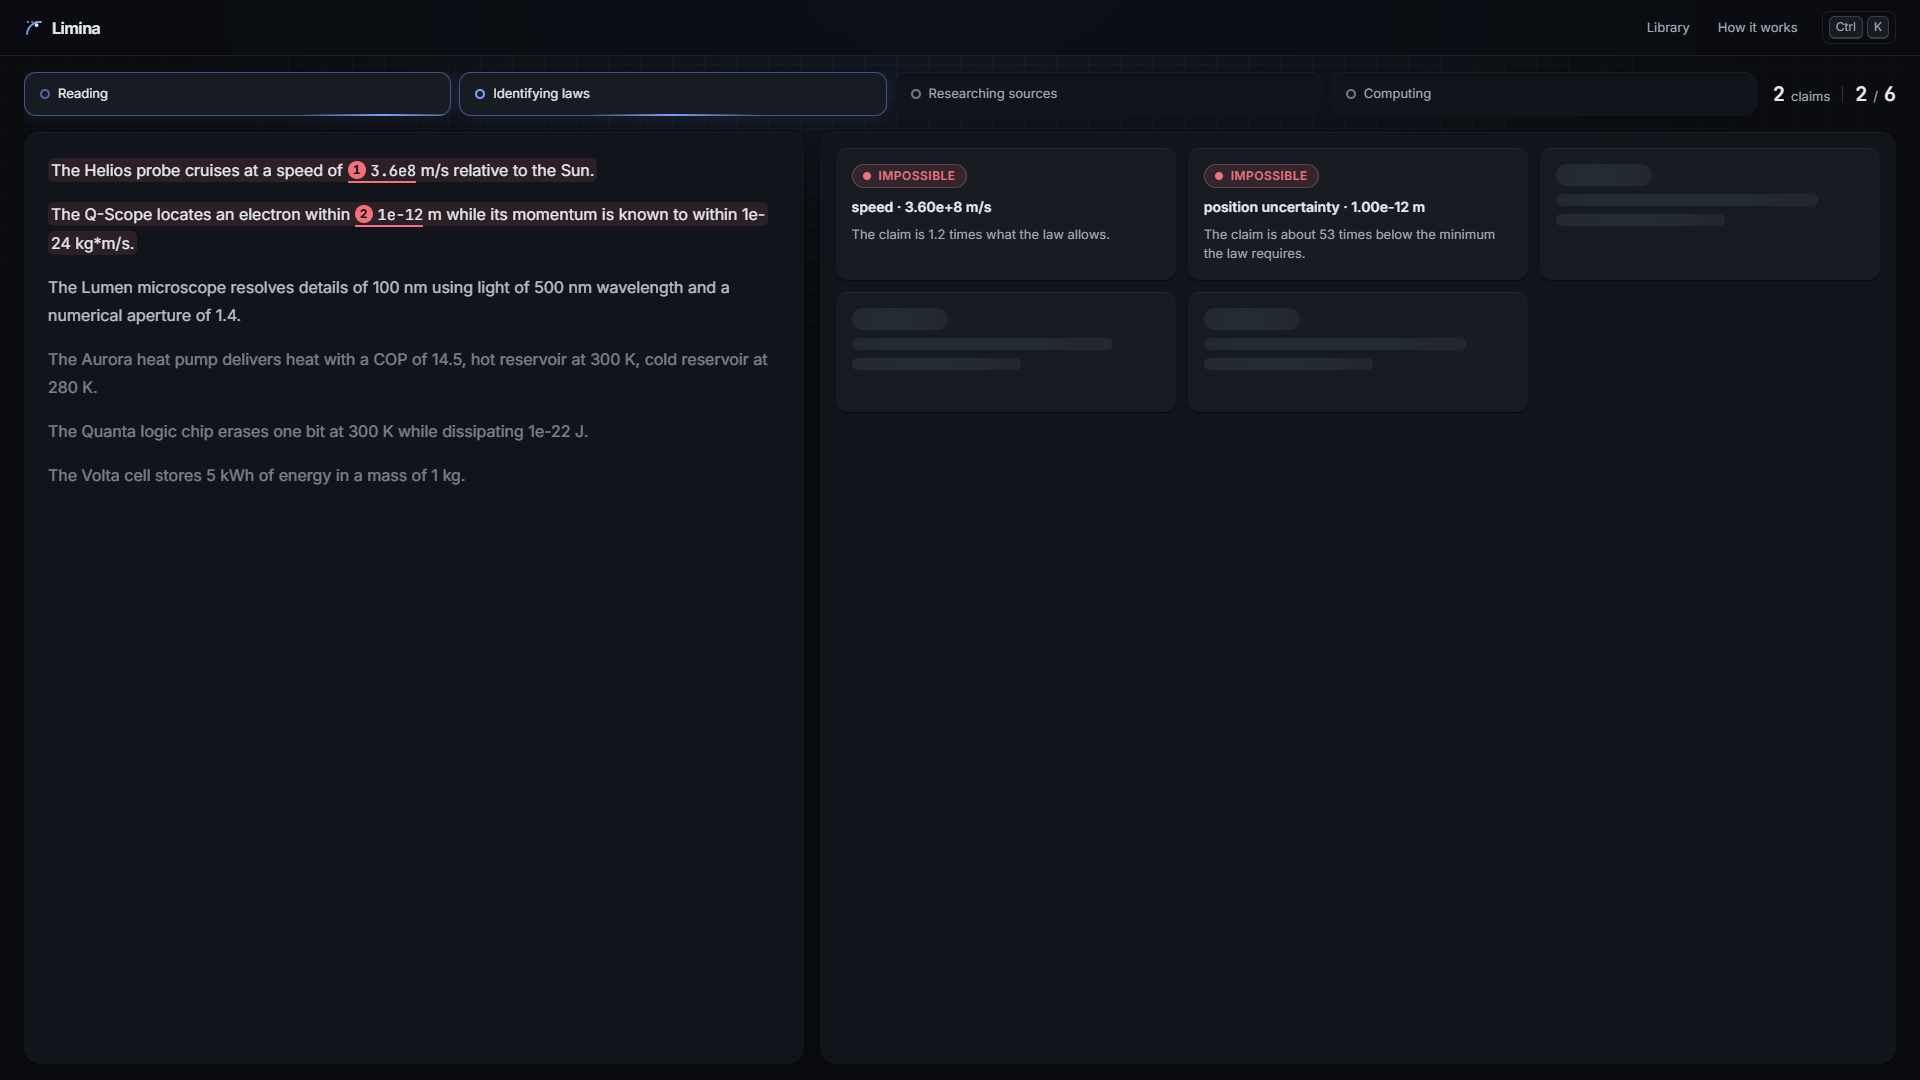 Limina
Library
How it works
Ctrl K
Reading
Identifying laws
Researching sources
Computing
2 claims
2 / 6
The Helios probe cruises at a speed of 1 3.6e8 m/s relative to the Sun.
The Q-Scope locates an electron within 2 1e-12 m while its momentum is known to within 1e-
24 kg*m/s.
The Lumen microscope resolves details of 100 nm using light of 500 nm wavelength and a
numerical aperture of 1.4.
The Aurora heat pump delivers heat with a COP of 14.5, hot reservoir at 300 K, cold reservoir at
280 K.
The Quanta logic chip erases one bit at 300 K while dissipating 1e-22 J.
The Volta cell stores 5 kWh of energy in a mass of 1 kg.
IMPOSSIBLE
speed · 3.60e+8 m/s
The claim is 1.2 times what the law allows.
IMPOSSIBLE
position uncertainty · 1.00e-12 m
The claim is about 53 times below the minimum
the law requires.